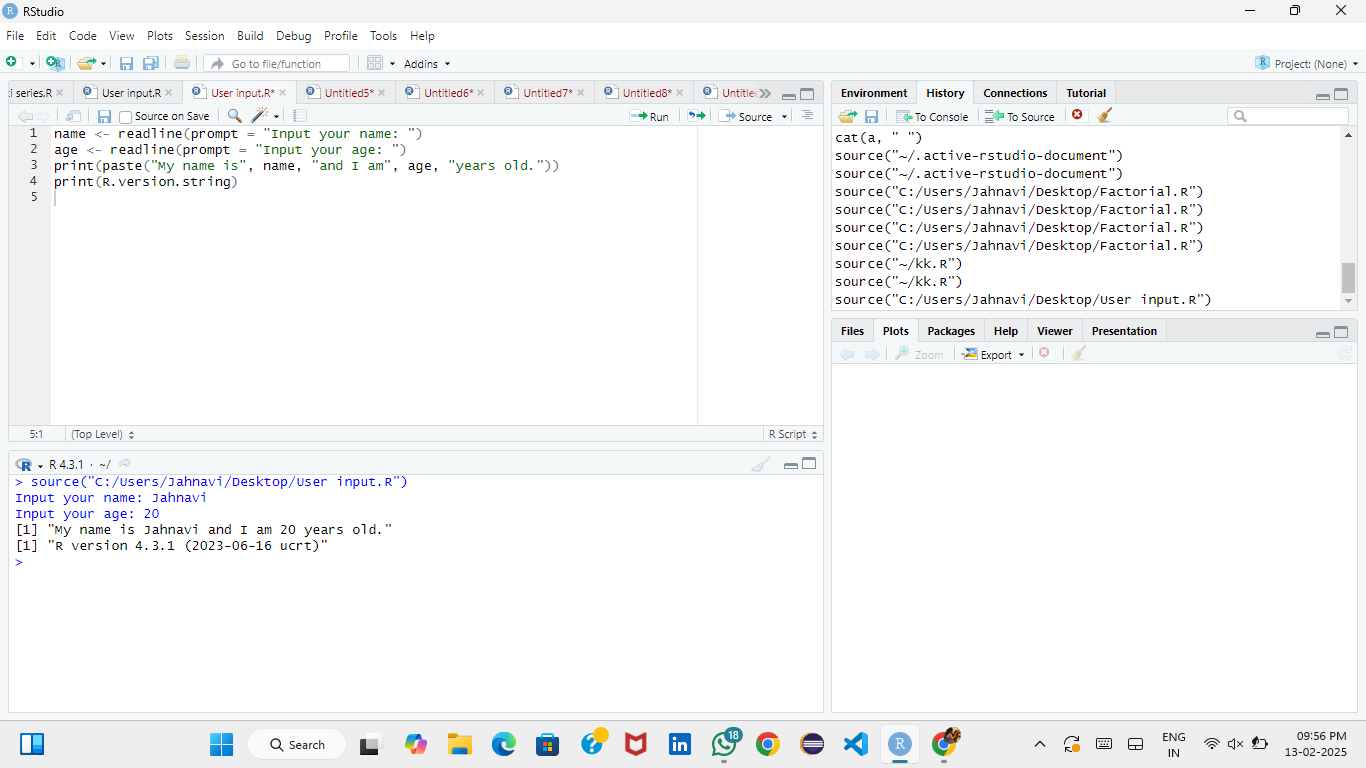 RStudio
File Edit Code View Plots Session Build Debug Profile Tools Help
Go to file/function Addins Project: (None)
series.R User input.R User input.R* Untitled5* Untitled6* Untitled7* Untitled8*
Source on Save Run Source
1 name <- readline(prompt = "Input your name: ")
2 age <- readline(prompt = "Input your age: ")
3 print(paste("My name is", name, "and I am", age, "years old."))
4 print(R.version.string)
5
5:1 (Top Level) R Script
R 4.3.1 · ~/
> source("C:/Users/Jahnavi/Desktop/User input.R")
Input your name: Jahnavi
Input your age: 20
[1] "My name is Jahnavi and I am 20 years old."
[1] "R version 4.3.1 (2023-06-16 ucrt)"
>
Environment History Connections Tutorial
To Console To Source
cat(a, " ")
source("~/.active-rstudio-document")
source("~/.active-rstudio-document")
source("C:/Users/Jahnavi/Desktop/Factorial.R")
source("C:/Users/Jahnavi/Desktop/Factorial.R")
source("C:/Users/Jahnavi/Desktop/Factorial.R")
source("C:/Users/Jahnavi/Desktop/Factorial.R")
source("~/kk.R")
source("~/kk.R")
source("C:/Users/Jahnavi/Desktop/User input.R")
Files Plots Packages Help Viewer Presentation
Zoom Export
Search
18
ENG
IN
09:56 PM
13-02-2025